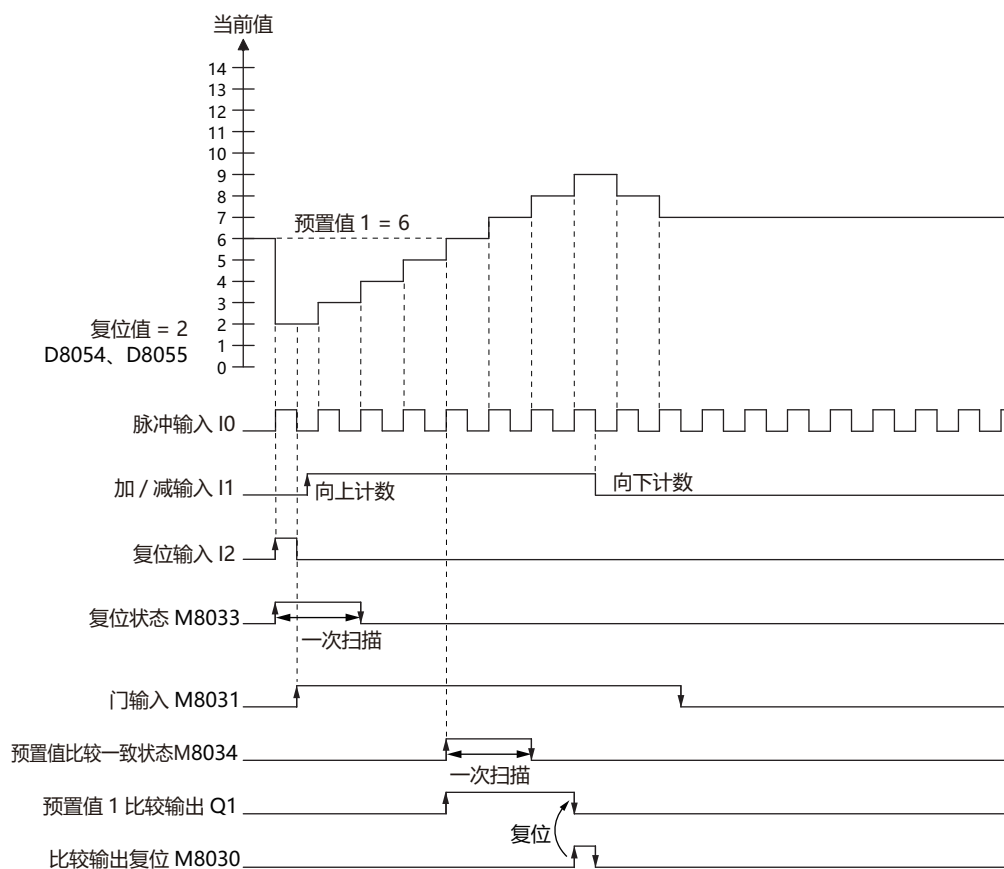 当前值
14
13
12
11
10
9
8
7
预置值 1 = 6
6
5
4
3
2
复位值 = 2
1
D8054、D8055
0
脉冲输入 I0
加 / 减输入 I1
向上计数
向下计数
复位输入 I2
复位状态 M8033
一次扫描
门输入 M8031
预置值比较一致状态M8034
一次扫描
预置值 1 比较输出 Q1
复位
比较输出复位 M8030